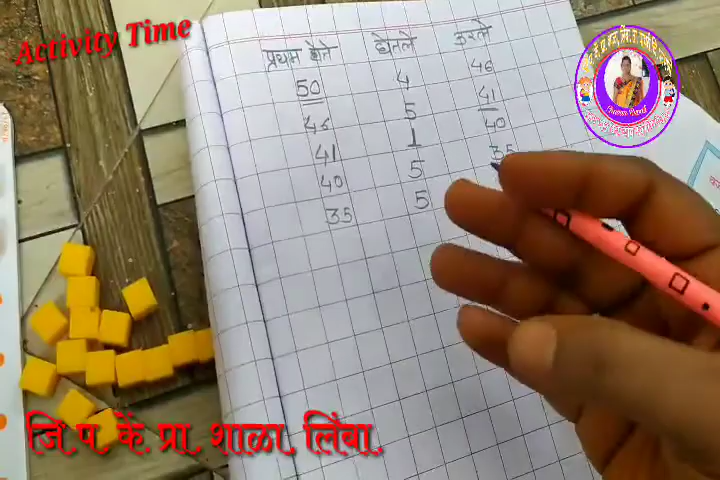 Activity Time
प्रथम होते घेतले उरले
50 4 46
46 5 41
41 1 40
40 5 35
35 5
जि. प. कें. प्रा. शाळा. लिंबा.